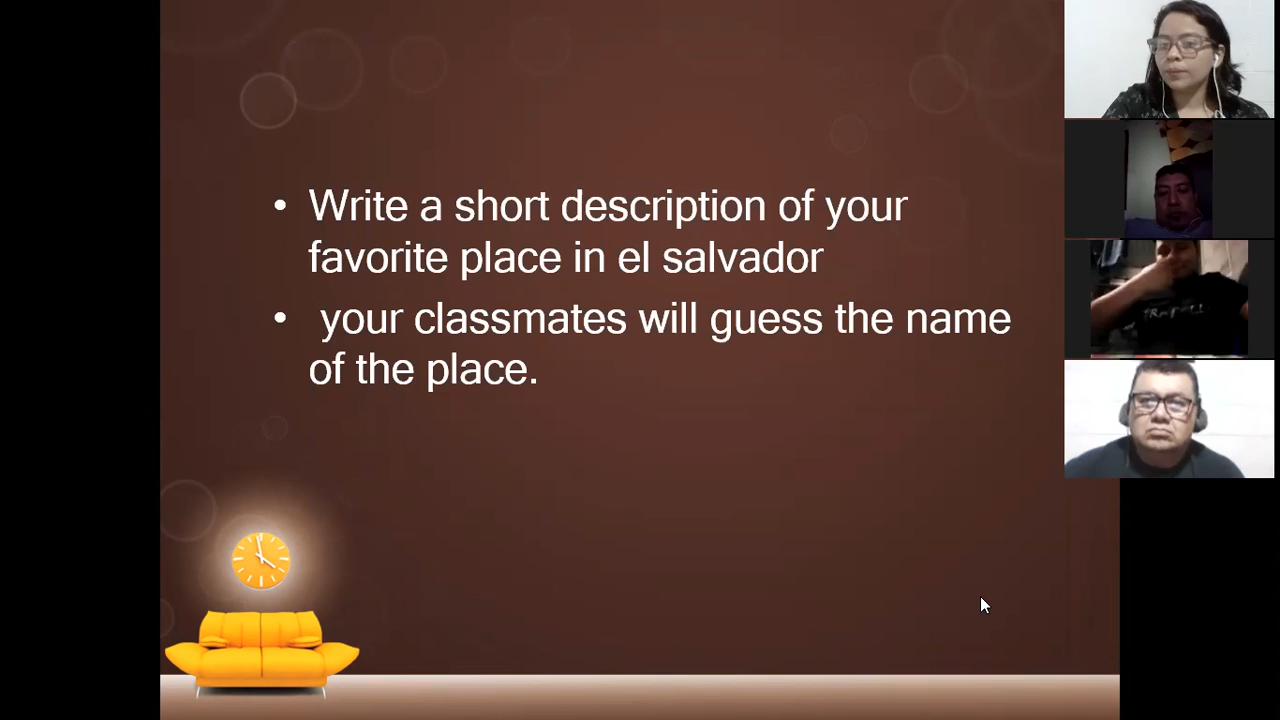 • Write a short description of your
favorite place in el salvador
• your classmates will guess the name
of the place.